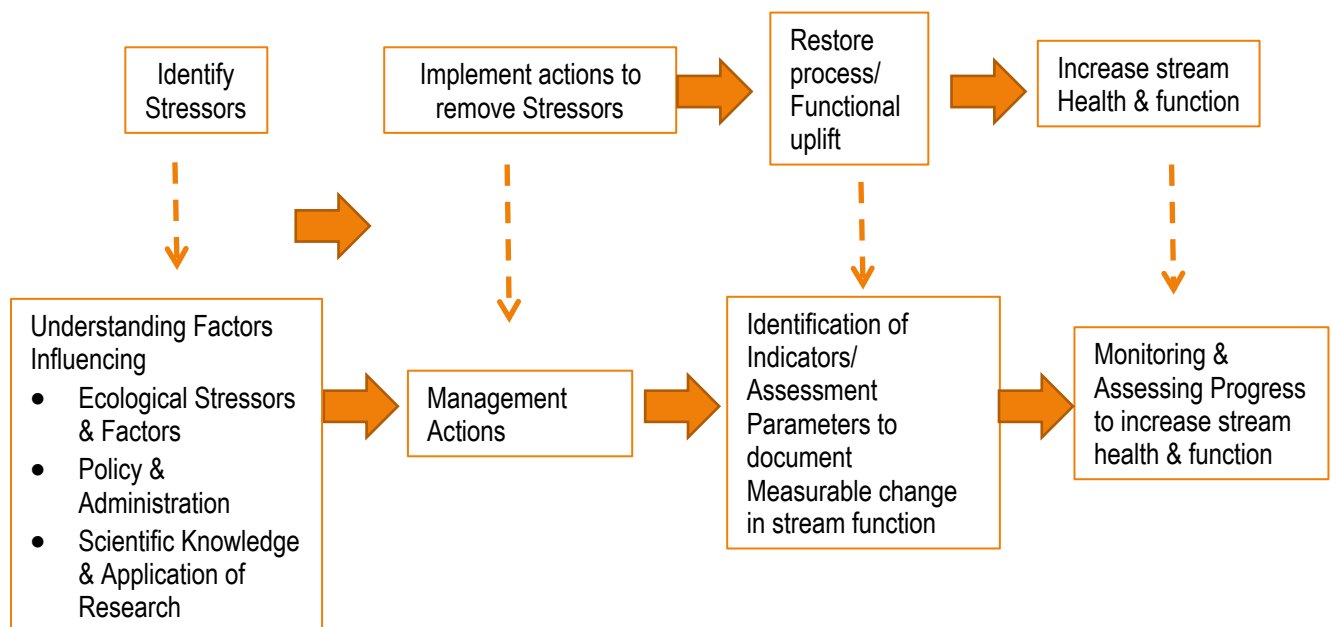 Identify
Stressors
Implement actions to
remove Stressors
Restore
process/
Functional
uplift
Increase stream
Health & function
Understanding Factors
Influencing
• Ecological Stressors
& Factors
• Policy &
Administration
• Scientific Knowledge
& Application of
Research
Management
Actions
Identification of
Indicators/
Assessment
Parameters to
document
Measurable change
in stream function
Monitoring &
Assessing Progress
to increase stream
health & function